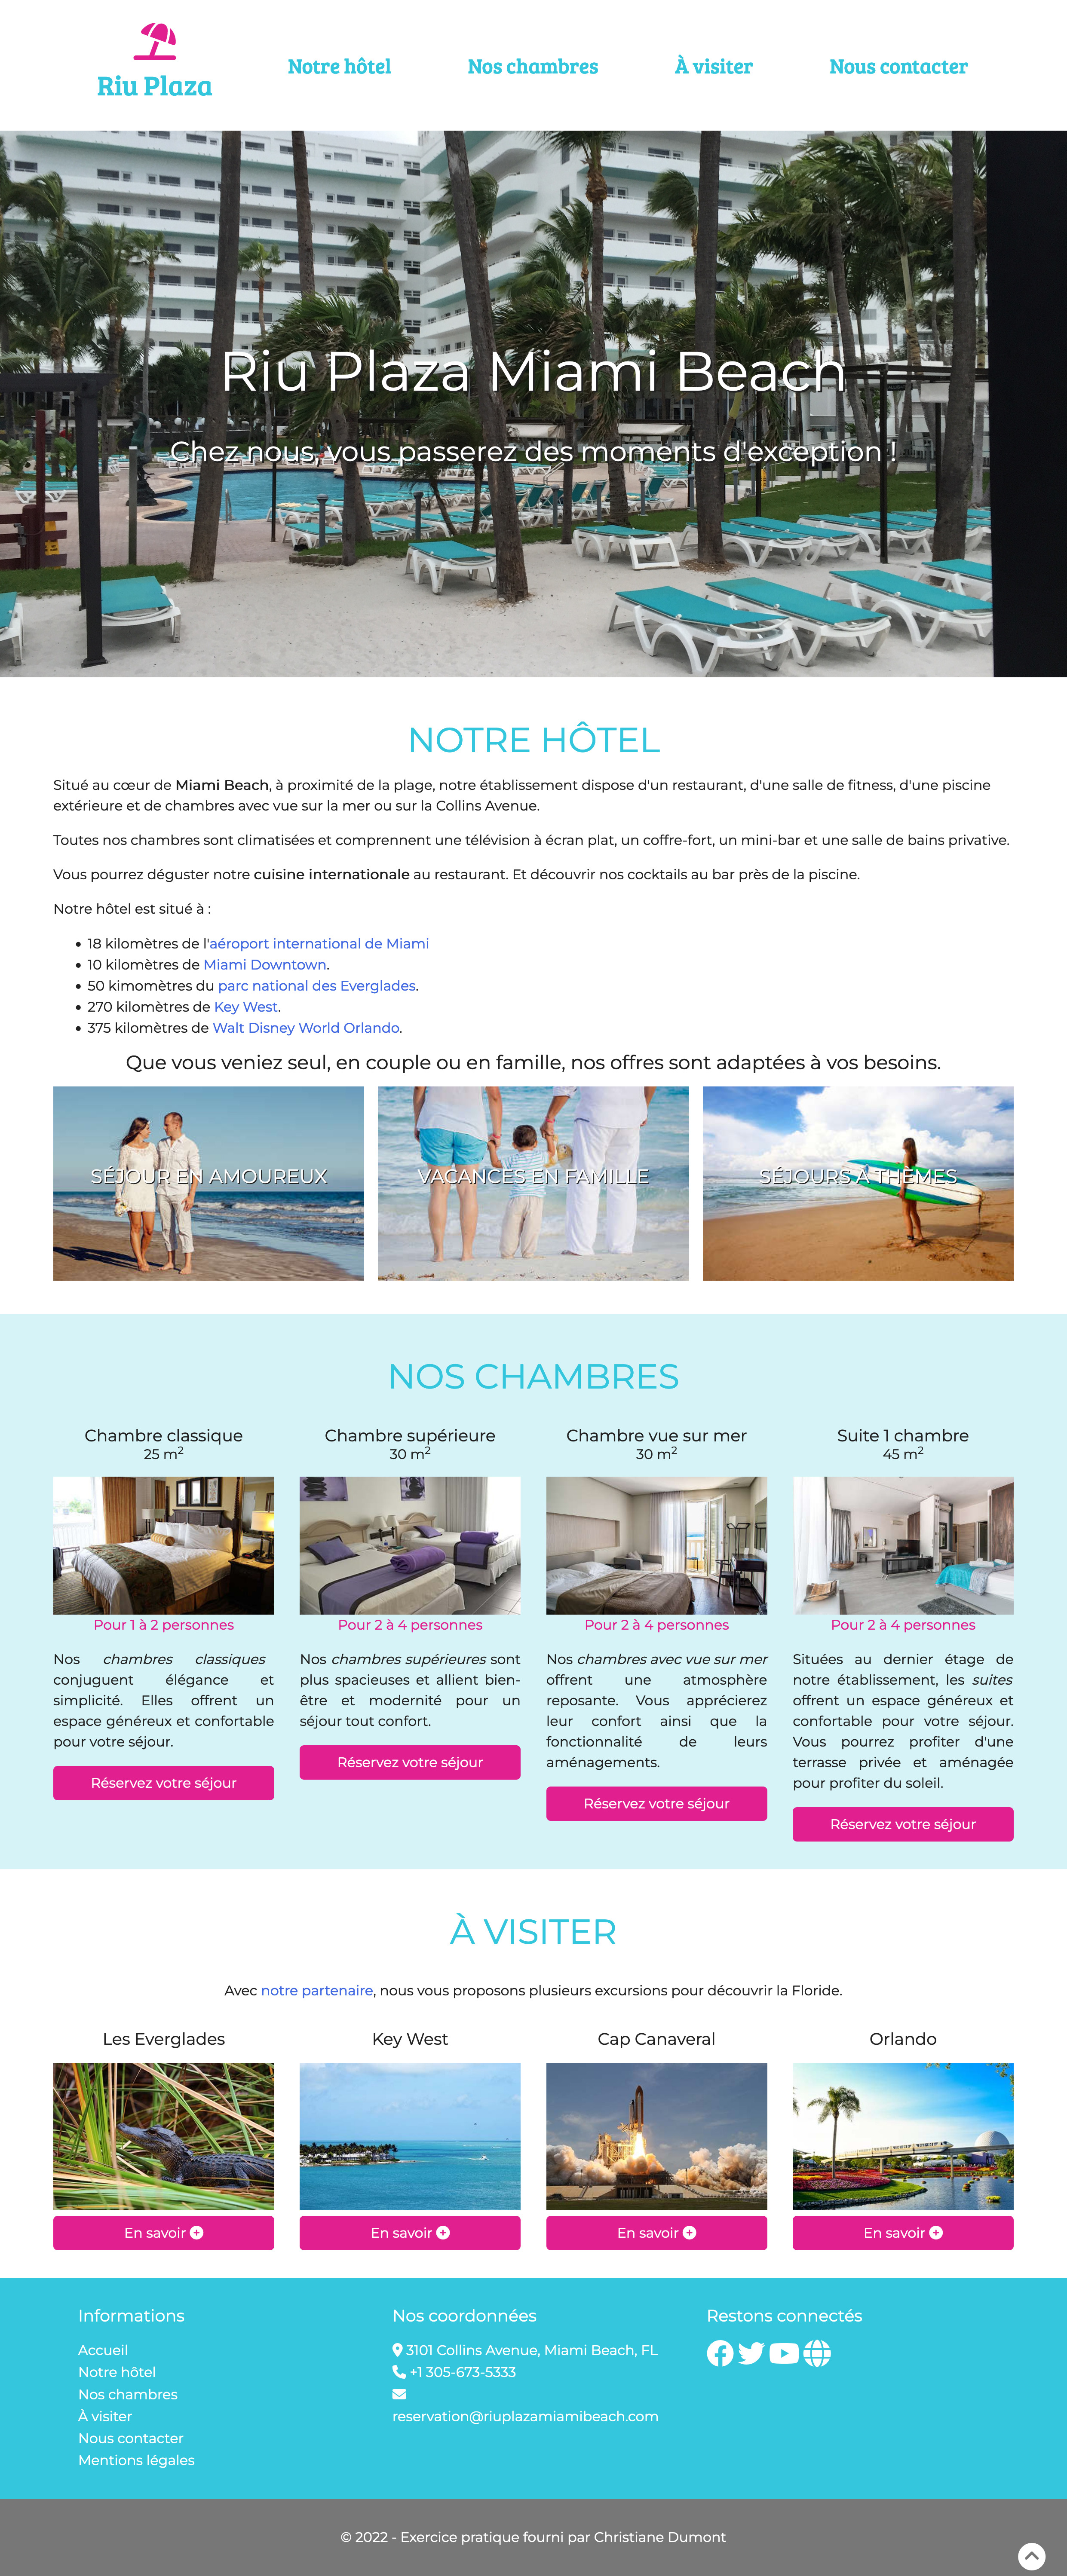 Riu Plaza
Notre hôtel
Nos chambres
À visiter
Nous contacter
Riu Plaza Miami Beach
Chez nous, vous passerez des moments d'exception !
NOTRE HÔTEL
Situé au cœur de Miami Beach, à proximité de la plage, notre établissement dispose d'un restaurant, d'une salle de fitness, d'une piscine
extérieure et de chambres avec vue sur la mer ou sur la Collins Avenue.
Toutes nos chambres sont climatisées et comprennent une télévision à écran plat, un coffre-fort, un mini-bar et une salle de bains privative.
Vous pourrez déguster notre cuisine internationale au restaurant. Et découvrir nos cocktails au bar près de la piscine.
Notre hôtel est situé à :
• 18 kilomètres de l'aéroport international de Miami
• 10 kilomètres de Miami Downtown.
• 50 kimomètres du parc national des Everglades.
• 270 kilomètres de Key West.
• 375 kilomètres de Walt Disney World Orlando.
Que vous veniez seul, en couple ou en famille, nos offres sont adaptées à vos besoins.
SÉJOUR EN AMOUREUX
VACANCES EN FAMILLE
SÉJOURS À THÈMES
NOS CHAMBRES
Chambre classique
25 m²
Pour 1 à 2 personnes
Nos chambres classiques
conjuguent élégance et
simplicité. Elles offrent un
espace généreux et confortable
pour votre séjour.
Réservez votre séjour
Chambre supérieure
30 m²
Pour 2 à 4 personnes
Nos chambres supérieures sont
plus spacieuses et allient bien-
être et modernité pour un
séjour tout confort.
Réservez votre séjour
Chambre vue sur mer
30 m²
Pour 2 à 4 personnes
Nos chambres avec vue sur mer
offrent une atmosphère
reposante. Vous apprécierez
leur confort ainsi que la
fonctionnalité de leurs
aménagements.
Réservez votre séjour
Suite 1 chambre
45 m²
Pour 2 à 4 personnes
Situées au dernier étage de
notre établissement, les suites
offrent un espace généreux et
confortable pour votre séjour.
Vous pourrez profiter d'une
terrasse privée et aménagée
pour profiter du soleil.
Réservez votre séjour
À VISITER
Avec notre partenaire, nous vous proposons plusieurs excursions pour découvrir la Floride.
Les Everglades
En savoir
Key West
En savoir
Cap Canaveral
En savoir
Orlando
En savoir
Informations
Accueil
Notre hôtel
Nos chambres
À visiter
Nous contacter
Mentions légales
Nos coordonnées
3101 Collins Avenue, Miami Beach, FL
+1 305-673-5333
reservation@riuplazamiamibeach.com
Restons connectés
© 2022 - Exercice pratique fourni par Christiane Dumont